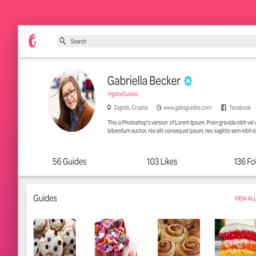 Search
Gabriella Becker
@gabsGuides
Zagreb, Croatia www.gabsguides.com facebook
This is Photoshop's version of Lorem Ipsum. Proin gravida nibh vel
bibendum auctor, nisi elit consequat ipsum, nec sagittis sem nibh id
56 Guides 103 Likes 136 Fo
Guides VIEW ALL